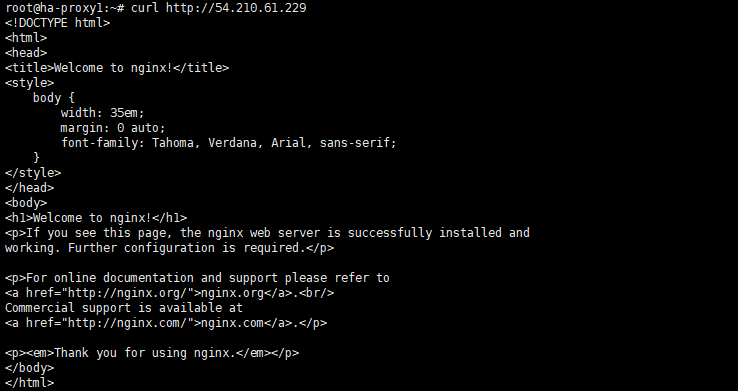 root@ha-proxy1:~# curl http://54.210.61.229
<!DOCTYPE html>
<html>
<head>
<title>Welcome to nginx!</title>
<style>
    body {
        width: 35em;
        margin: 0 auto;
        font-family: Tahoma, Verdana, Arial, sans-serif;
    }
</style>
</head>
<body>
<h1>Welcome to nginx!</h1>
<p>If you see this page, the nginx web server is successfully installed and
working. Further configuration is required.</p>

<p>For online documentation and support please refer to
<a href="http://nginx.org/">nginx.org</a>.<br/>
Commercial support is available at
<a href="http://nginx.com/">nginx.com</a>.</p>

<p><em>Thank you for using nginx.</em></p>
</body>
</html>